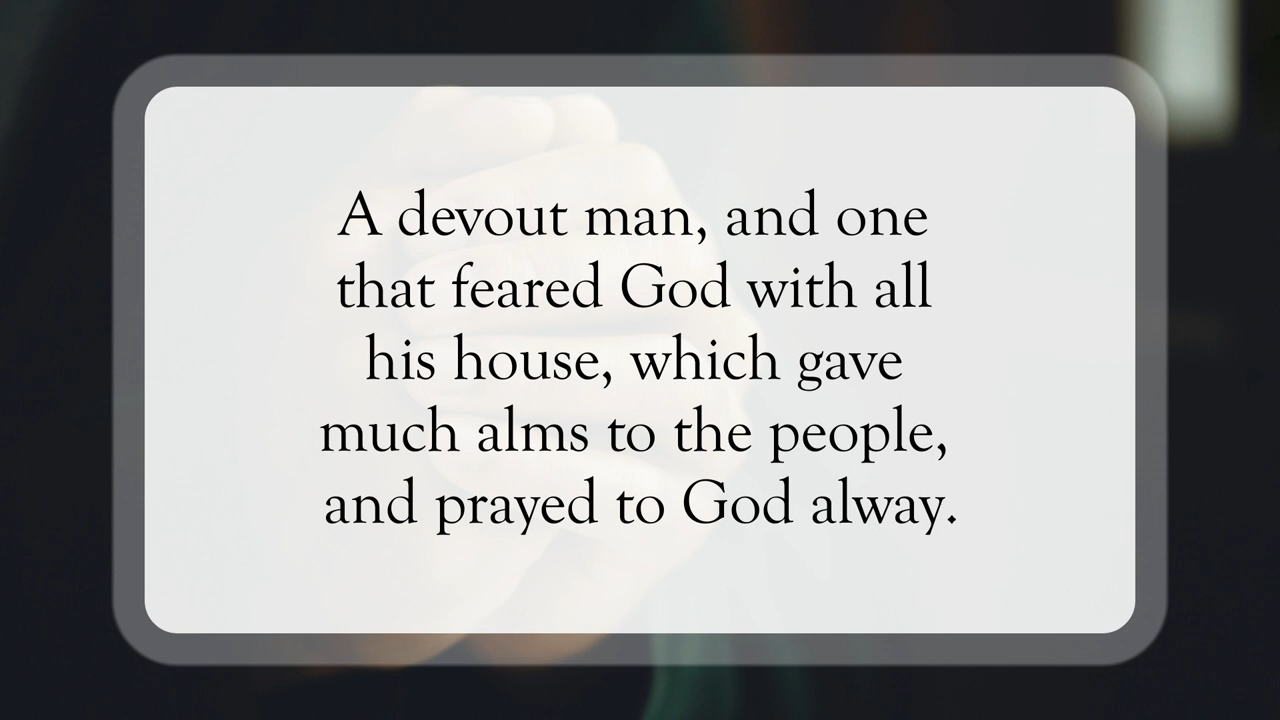 A devout man, and one
that feared God with all
his house, which gave
much alms to the people,
and prayed to God alway.